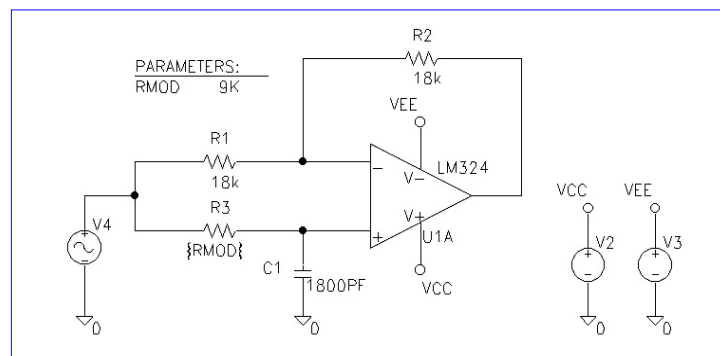 PARAMETERS:
RMOD 9K
R2
18k
VEE
R1
18k
LM324
V-
V+
U1A
VCC
R3
{RMOD}
V4
C1
1800PF
VCC
VEE
V2
V3
-
+
+
-
+
-
+
-
0
0
0
0